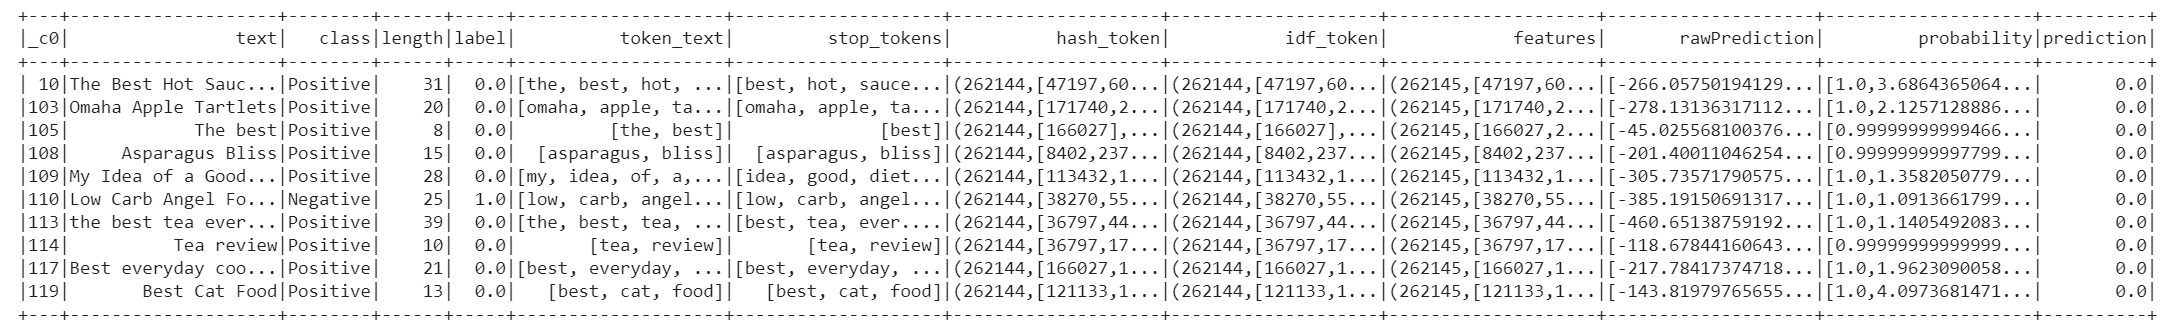 +---+--------------------+--------+------+-----+--------------------+--------------------+--------------------+--------------------+--------------------+--------------------+--------------------+----------+
|_c0|                text|   class|length|label|          token_text|         stop_tokens|          hash_token|           idf_token|            features|       rawPrediction|         probability|prediction|
+---+--------------------+--------+------+-----+--------------------+--------------------+--------------------+--------------------+--------------------+--------------------+--------------------+----------+
| 10|The Best Hot Sauc...|Positive|    31|  0.0|[the, best, hot, ...|[best, hot, sauce...|(262144,[47197,60...|(262144,[47197,60...|(262145,[47197,60...|[-266.05750194129...|[1.0,3.6864365064...|       0.0|
|103|Omaha Apple Tartlets|Positive|    20|  0.0|[omaha, apple, ta...|[omaha, apple, ta...|(262144,[171740,2...|(262144,[171740,2...|(262145,[171740,2...|[-278.13136317112...|[1.0,2.1257128886...|       0.0|
|105|            The best|Positive|     8|  0.0|         [the, best]|              [best]|(262144,[166027],...|(262144,[166027],...|(262145,[166027,2...|[-45.025568100376...|[0.99999999999466...|       0.0|
|108|     Asparagus Bliss|Positive|    15|  0.0|  [asparagus, bliss]|  [asparagus, bliss]|(262144,[8402,237...|(262144,[8402,237...|(262145,[8402,237...|[-201.40011046254...|[0.99999999997799...|       0.0|
|109|My Idea of a Good...|Positive|    28|  0.0|[my, idea, of, a,...|[idea, good, diet...|(262144,[113432,1...|(262144,[113432,1...|(262145,[113432,1...|[-305.73571790575...|[1.0,1.3582050779...|       0.0|
|110|Low Carb Angel Fo...|Negative|    25|  1.0|[low, carb, angel...|[low, carb, angel...|(262144,[38270,55...|(262144,[38270,55...|(262145,[38270,55...|[-385.19150691317...|[1.0,1.0913661799...|       0.0|
|113|the best tea ever...|Positive|    39|  0.0|[the, best, tea, ...|[best, tea, ever....|(262144,[36797,44...|(262144,[36797,44...|(262145,[36797,44...|[-460.65138759192...|[1.0,1.1405492083...|       0.0|
|114|          Tea review|Positive|    10|  0.0|       [tea, review]|       [tea, review]|(262144,[36797,17...|(262144,[36797,17...|(262145,[36797,17...|[-118.67844160643...|[0.99999999999999...|       0.0|
|117|Best everyday coo...|Positive|    21|  0.0|[best, everyday, ...|[best, everyday, ...|(262144,[166027,1...|(262144,[166027,1...|(262145,[166027,1...|[-217.78417374718...|[1.0,1.9623090058...|       0.0|
|119|       Best Cat Food|Positive|    13|  0.0|   [best, cat, food]|   [best, cat, food]|(262144,[121133,1...|(262144,[121133,1...|(262145,[121133,1...|[-143.81979765655...|[1.0,4.0973681471...|       0.0|
+---+--------------------+--------+------+-----+--------------------+--------------------+--------------------+--------------------+--------------------+--------------------+--------------------+----------+